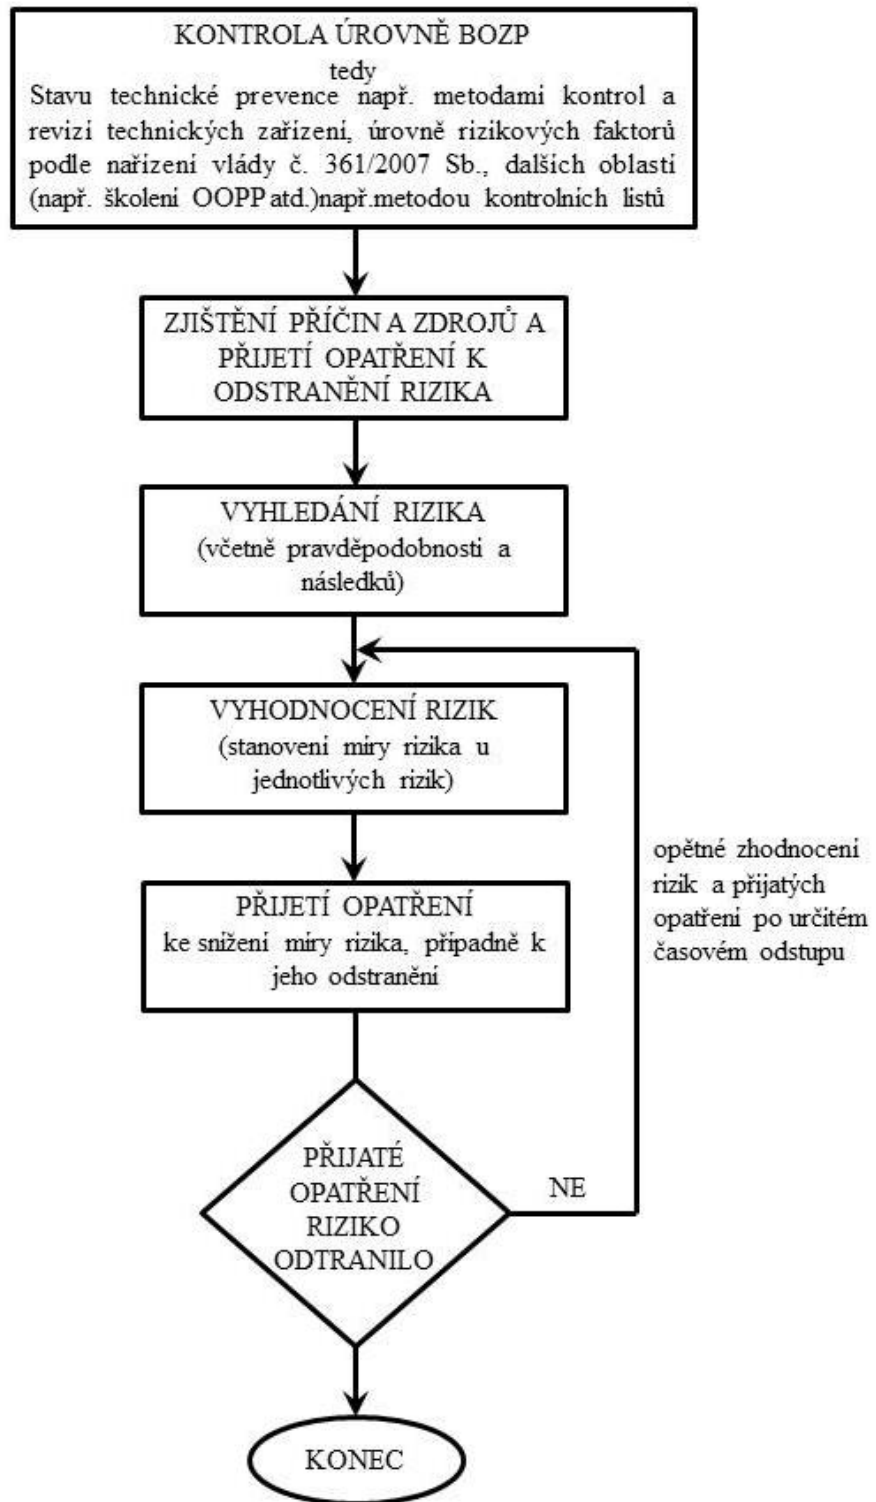 KONTROLA ÚROVNĚ BOZP
tedy
Stavu technické prevence např. metodami kontrol a
revizí technických zařízení, úrovně rizikových faktorů
podle nařízení vlády č. 361/2007 Sb., dalších oblastí
(např. školení OOPP atd.)např.metodou kontrolních listů
ZJIŠTĚNÍ PŘÍČIN A ZDROJŮ A
PŘIJETÍ OPATŘENÍ K
ODSTRANĚNÍ RIZIKA
VYHLEDÁNÍ RIZIKA
(včetně pravděpodobnosti a
následků)
VYHODNOCENÍ RIZIK
(stanovení míry rizika u
jednotlivých rizik)
PŘIJETÍ OPATŘENÍ
ke snížení míry rizika, případně k
jeho odstranění
opětné zhodnocení
rizik a přijatých
opatření po určitém
časovém odstupu
PŘIJATÉ
OPATŘENÍ
RIZIKO
ODTRANILO
NE
KONEC